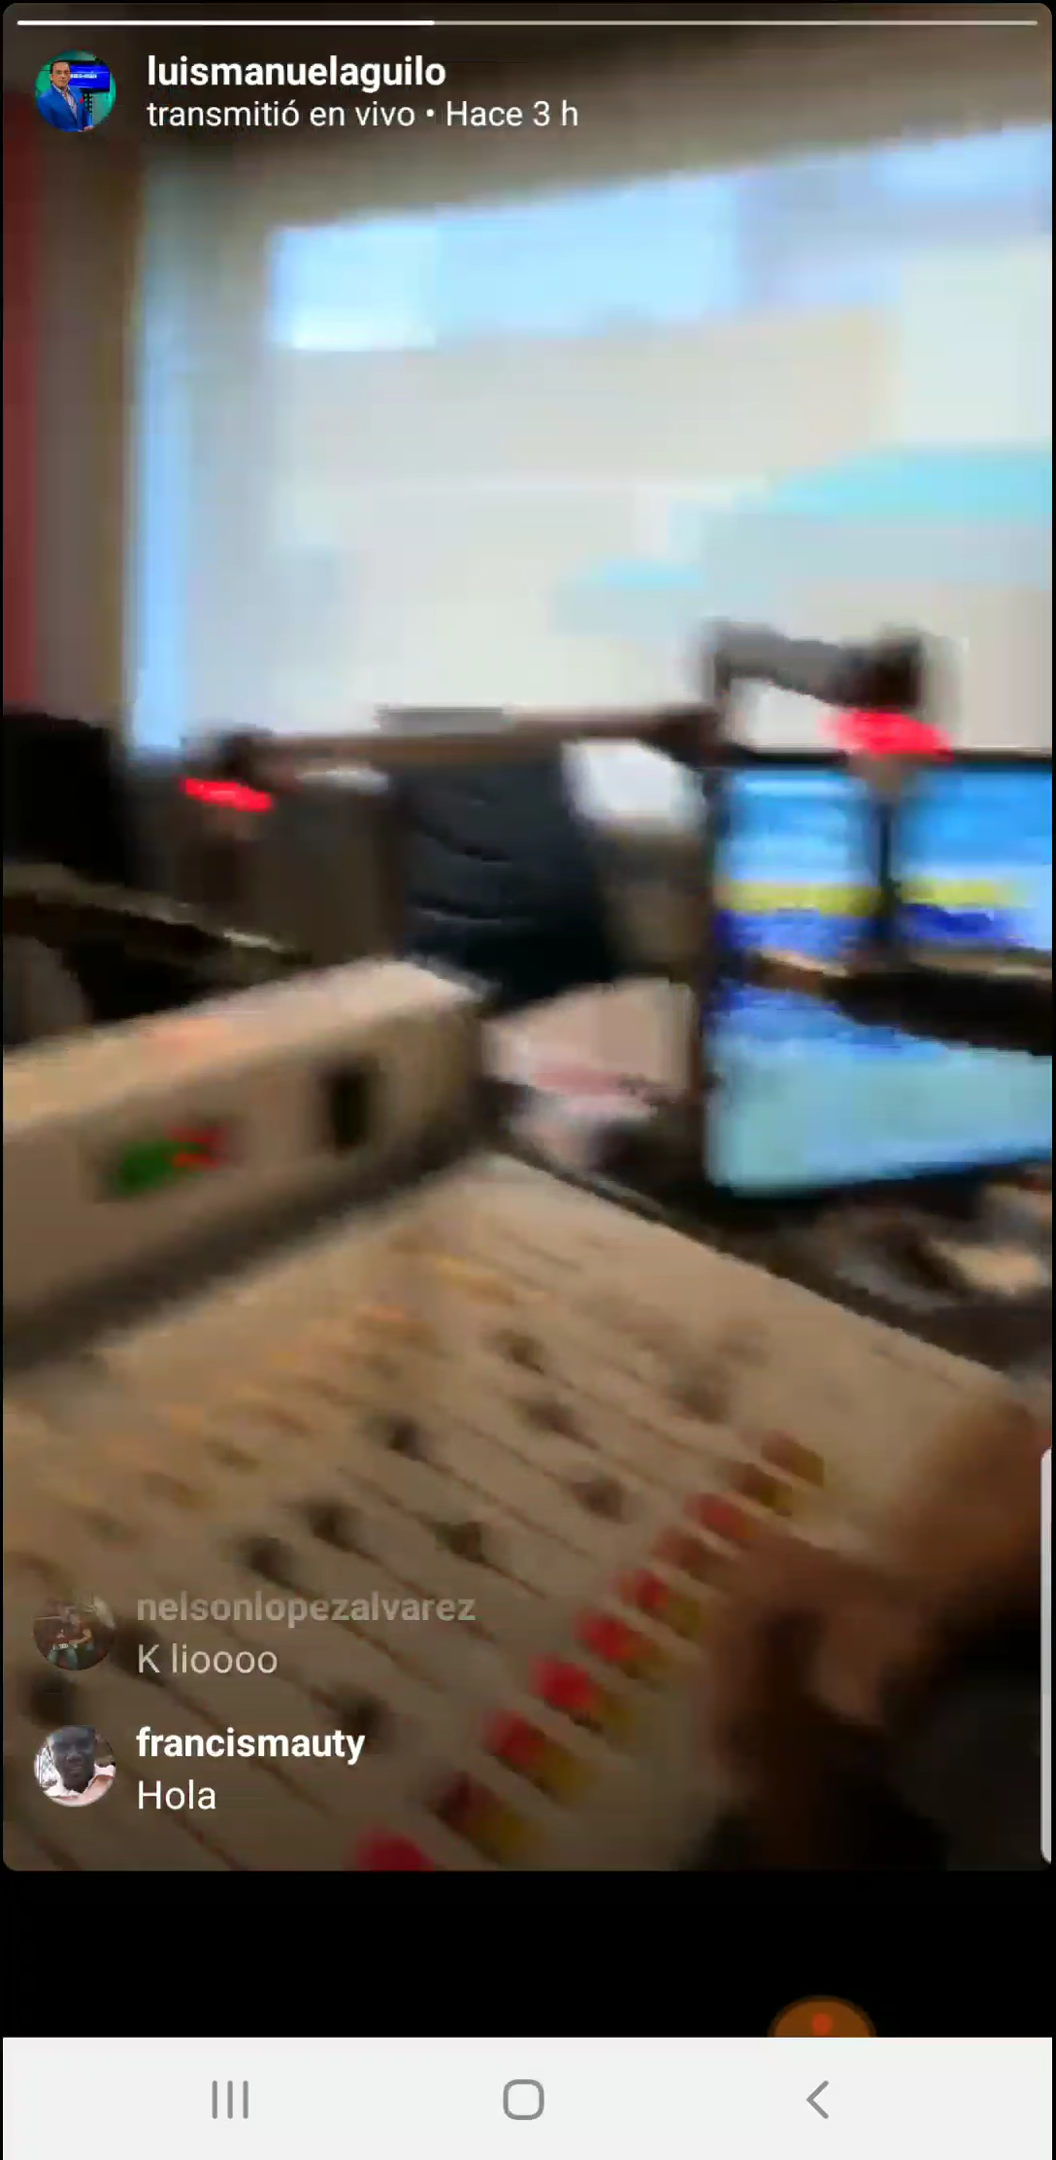 luismanuelaguilo
transmitió en vivo • Hace 3 h
nelsonlopezalvarez
K lioooo
francismauty
Hola